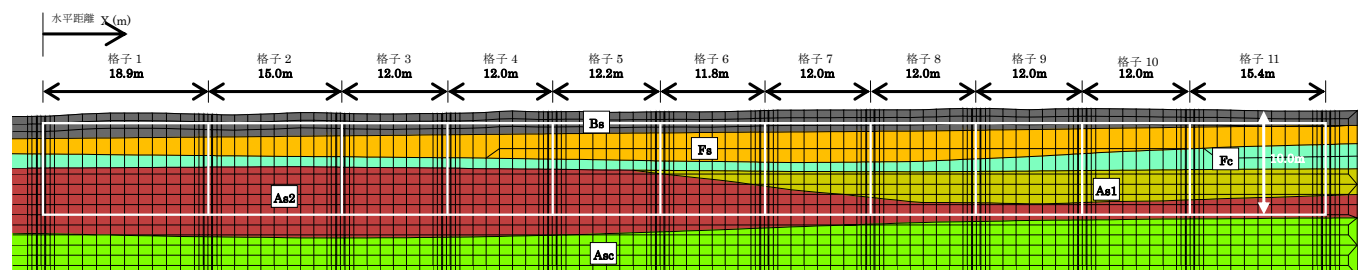 水平距離 X (m)
格子 1 格子 2 格子 3 格子 4 格子 5 格子 6 格子 7 格子 8 格子 9 格子 10 格子 11
18.9m 15.0m 12.0m 12.0m 12.2m 11.8m 12.0m 12.0m 12.0m 12.0m 15.4m
Bs
Fs
Fc
10.0m
As2
As1
Asc